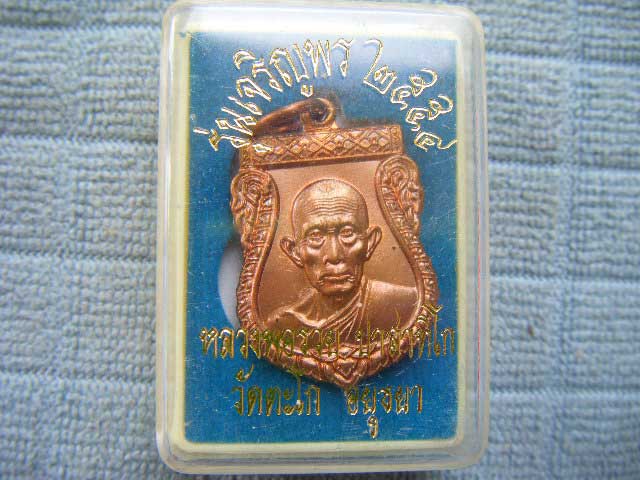 รุ่นเจริญพร ๒๕๕๔
หลวงพ่อรวย ปาสาทิโก
วัดตะโก อยุธยา